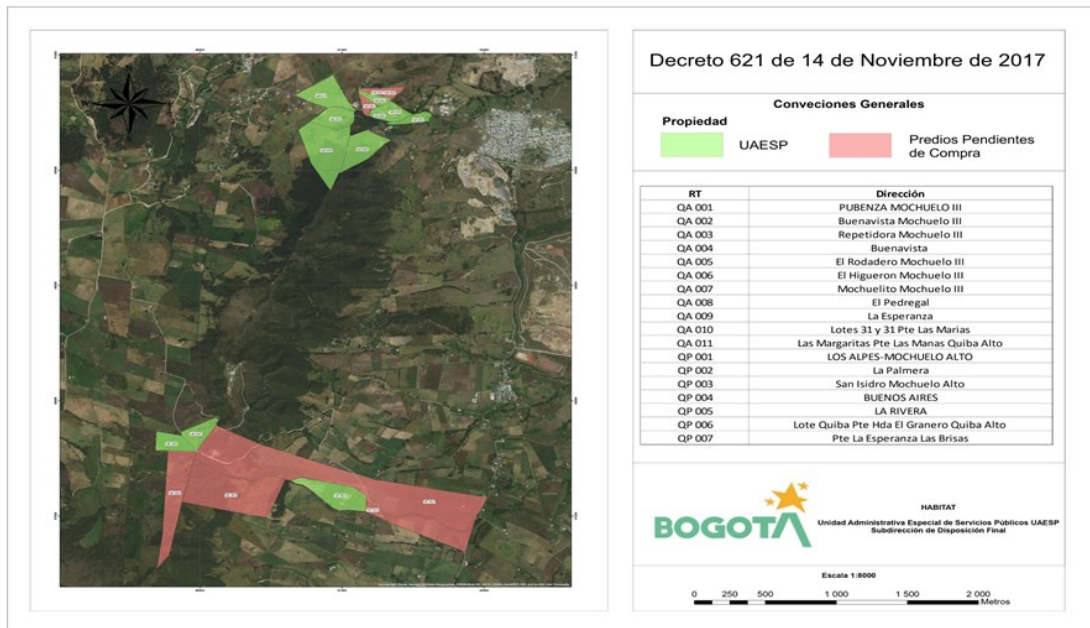 Decreto 621 de 14 de Noviembre de 2017
Conveciones Generales
Propiedad
UAESP
Predios Pendientes
de Compra
RT Dirección
QA 001 PUBENZA MOCHUELO III
QA 002 Buenavista Mochuelo III
QA 003 Repetidora Mochuelo III
QA 004 Buenavista
QA 005 El Rodadero Mochuelo III
QA 006 El Higueron Mochuelo III
QA 007 Mochuelito Mochuelo III
QA 008 El Pedregal
QA 009 La Esperanza
QA 010 Lotes 31 y 31 Pte Las Marias
QA 011 Las Margaritas Pte Las Manas Quiba Alto
QP 001 LOS ALPES-MOCHUELO ALTO
QP 002 La Palmera
QP 003 San Isidro Mochuelo Alto
QP 004 BUENOS AIRES
QP 005 LA RIVERA
QP 006 Lote Quiba Pte Hda El Granero Quiba Alto
QP 007 Pte La Esperanza Las Brisas
BOGOTÁ
HABITAT
Unidad Administrativa Especial de Servicios Públicos UAESP
Subdirección de Disposición Final
Escala 1:8000
0 250 500 1 000 1 500 2 000
Metros